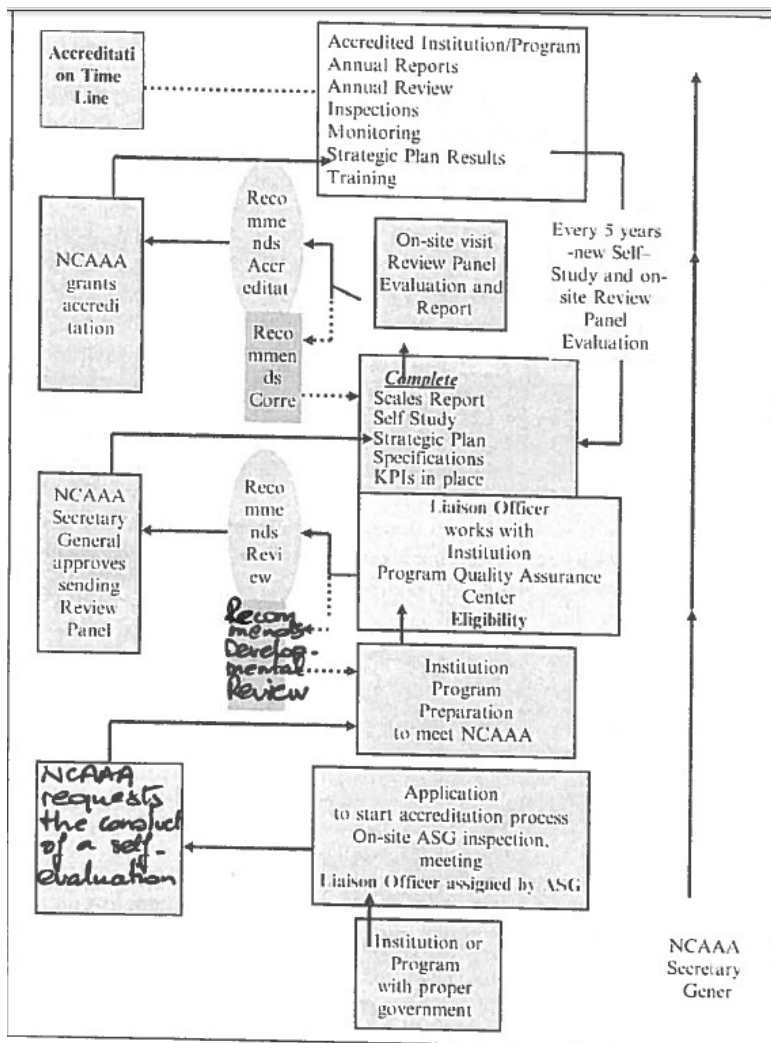 Accreditati
on Time
Line
Accredited Institution/Program
Annual Reports
Annual Review
Inspections
Monitoring
Strategic Plan Results
Training
NCAAA
grants
accredi
tation
Reco
mme
nds
Accr
editat
Reco
mmen
ds
Corre
On-site visit
Review Panel
Evaluation and
Report
Every 5 years
-new Self-
Study and on-
site Review
Panel
Evaluation
Complete
Scales Report
Self Study
Strategic Plan
Specifications
KPIs in place
NCAAA
Secretary
General
approves
sending
Review
Panel
Reco
mme
nds
Revi
ew
Liaison Officer
works with
Institution
Program Quality Assurance
Center
Eligibility
Recom
mends
Develop-
mental
Review
Institution
Program
Preparation
to meet NCAAA
NCAAA
requests
the conduct
of a self-
evaluation
Application
to start accreditation process
On-site ASG inspection,
meeting
Liaison Officer assigned by ASG
Institution or
Program
with proper
government
NCAAA
Secretary
Gener